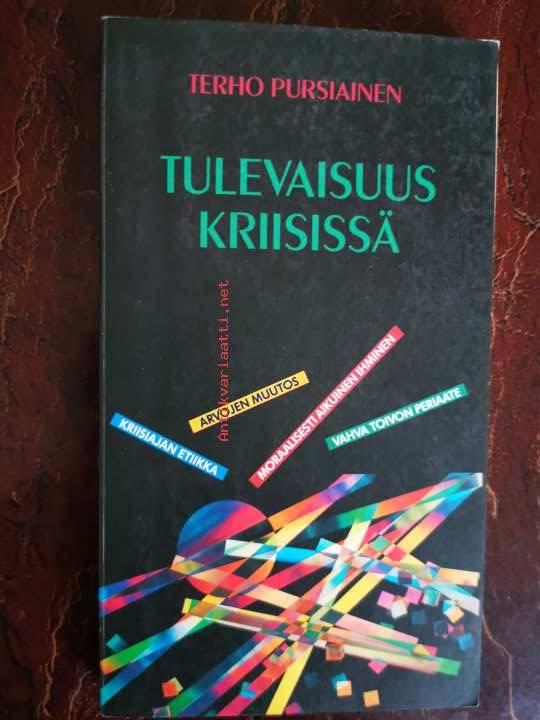 TERHO PURSIAINEN
TULEVAISUUS
KRIISISSÄ
Antikvariaatti.net
KRIISIAJAN ETIIKKA
ARVOJEN MUUTOS
MORAALISESTI AIKUINEN IHMINEN
VAHVA TOIVON PERIAATE